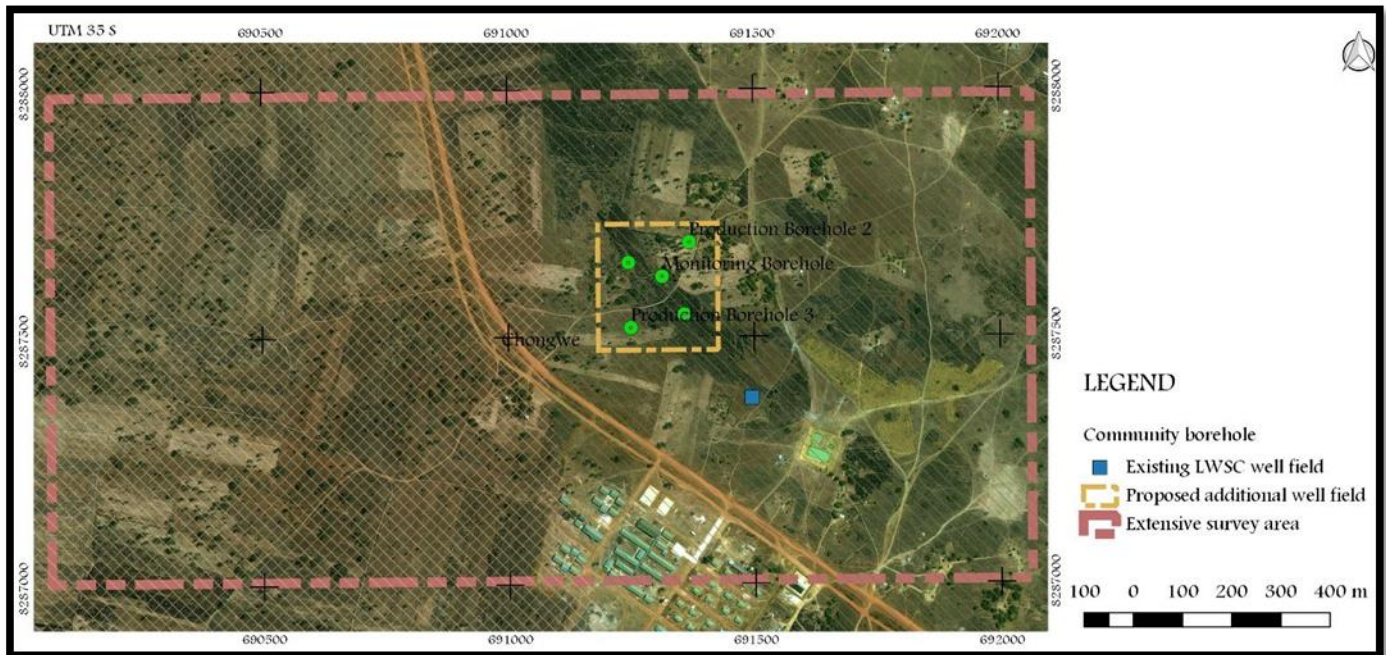 UTM 35 S
690500 691000 691500 692000
8288000 8288000
Production Borehole 2
Monitoring Borehole
Production Borehole 3
Chongwe
8287500 8287500
LEGEND
Community borehole
Existing LWSC well field
Proposed additional well field
Extensive survey area
8287000 8287000
100 0 100 200 300 400 m
690500 691000 691500 692000